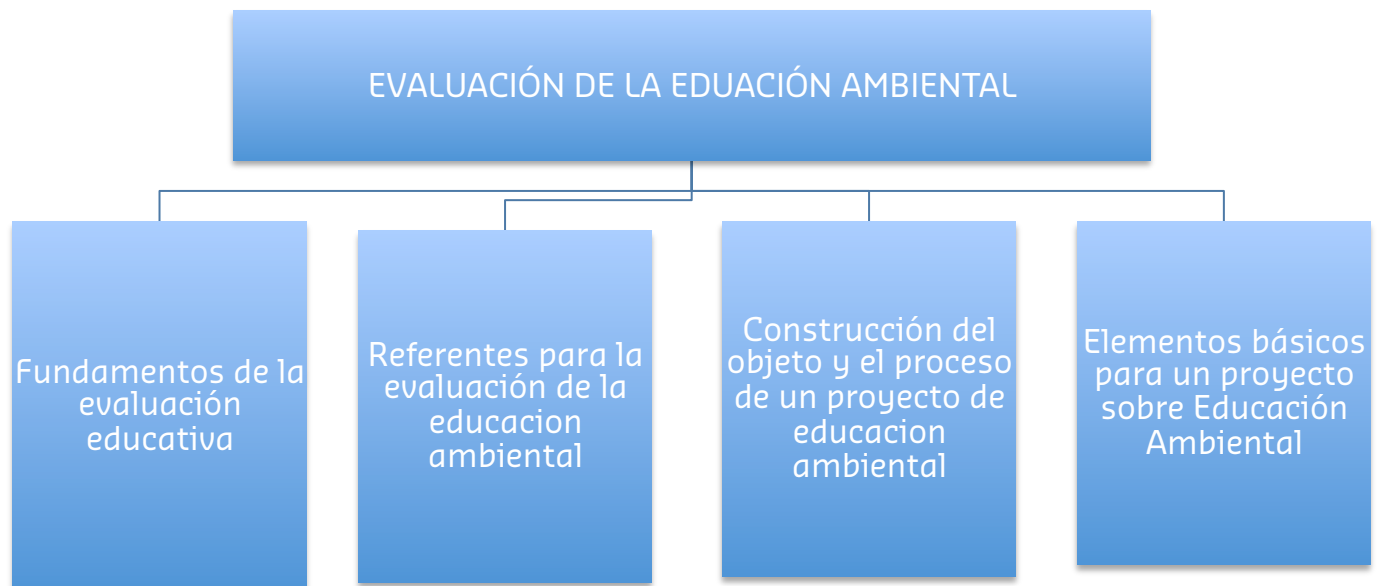 EVALUACIÓN DE LA EDUACIÓN AMBIENTAL
Fundamentos de la
evaluación
educativa
Referentes para la
evaluación de la
educacion
ambiental
Construcción del
objeto y el proceso
de un proyecto de
educacion
ambiental
Elementos básicos
para un proyecto
sobre Educación
Ambiental